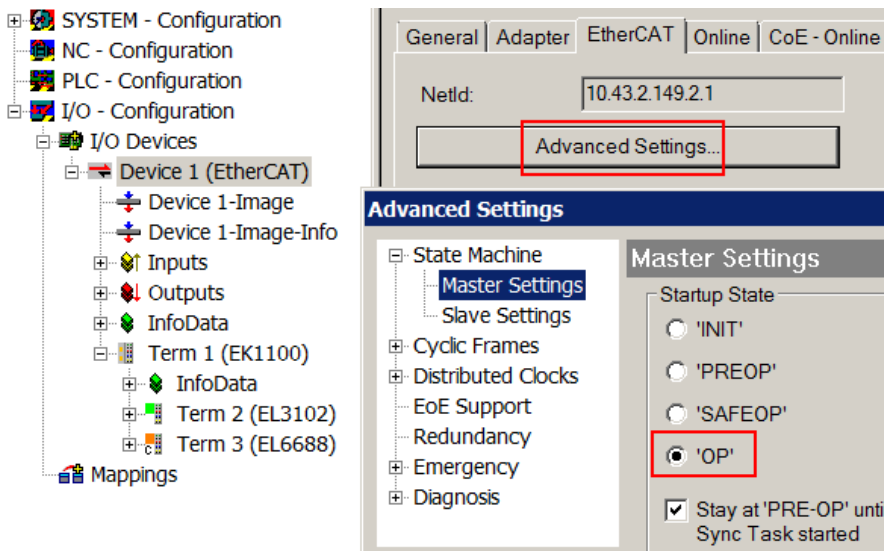 SYSTEM - Configuration
NC - Configuration
PLC - Configuration
I/O - Configuration
I/O Devices
Device 1 (EtherCAT)
Device 1-Image
Device 1-Image-Info
Inputs
Outputs
InfoData
Term 1 (EK1100)
InfoData
Term 2 (EL3102)
Term 3 (EL6688)
Mappings
General Adapter EtherCAT Online CoE - Online
NetId: 10.43.2.149.2.1
Advanced Settings...
Advanced Settings
State Machine
Master Settings
Slave Settings
Cyclic Frames
Distributed Clocks
EoE Support
Redundancy
Emergency
Diagnosis
Master Settings
Startup State
'INIT'
'PREOP'
'SAFEOP'
'OP'
Stay at 'PRE-OP' unti
Sync Task started